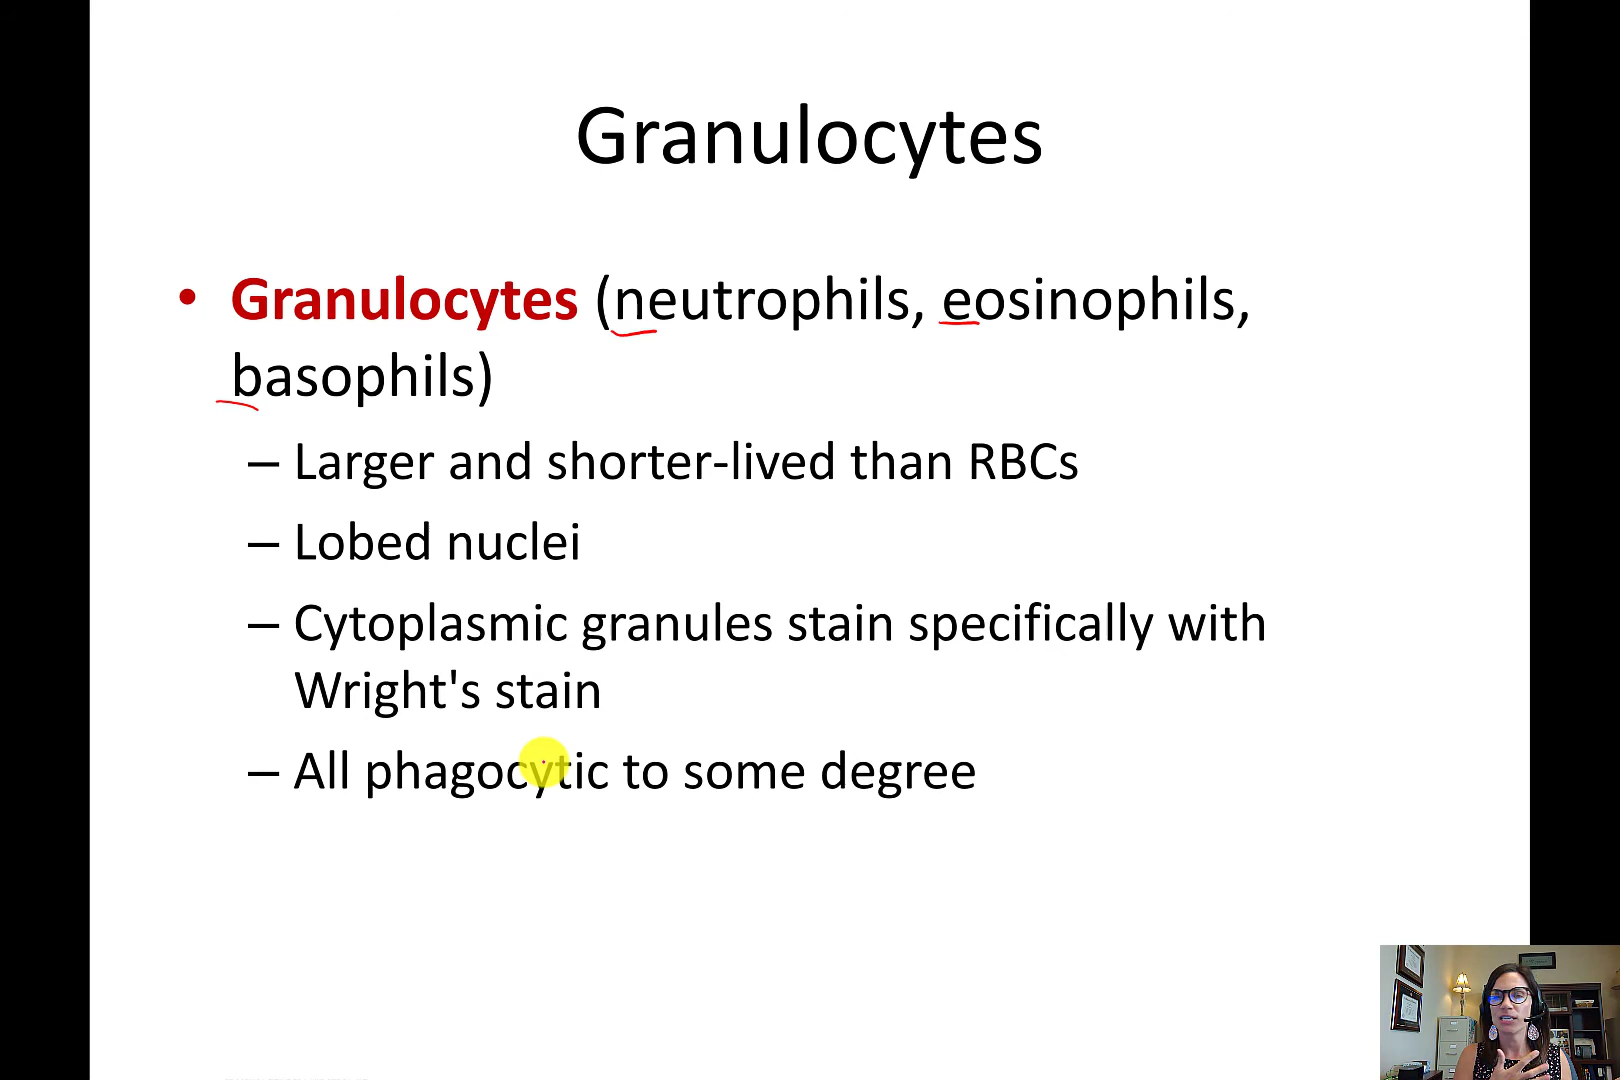 Granulocytes
• Granulocytes (neutrophils, eosinophils,
basophils)
– Larger and shorter-lived than RBCs
– Lobed nuclei
– Cytoplasmic granules stain specifically with
Wright's stain
– All phagocytic to some degree